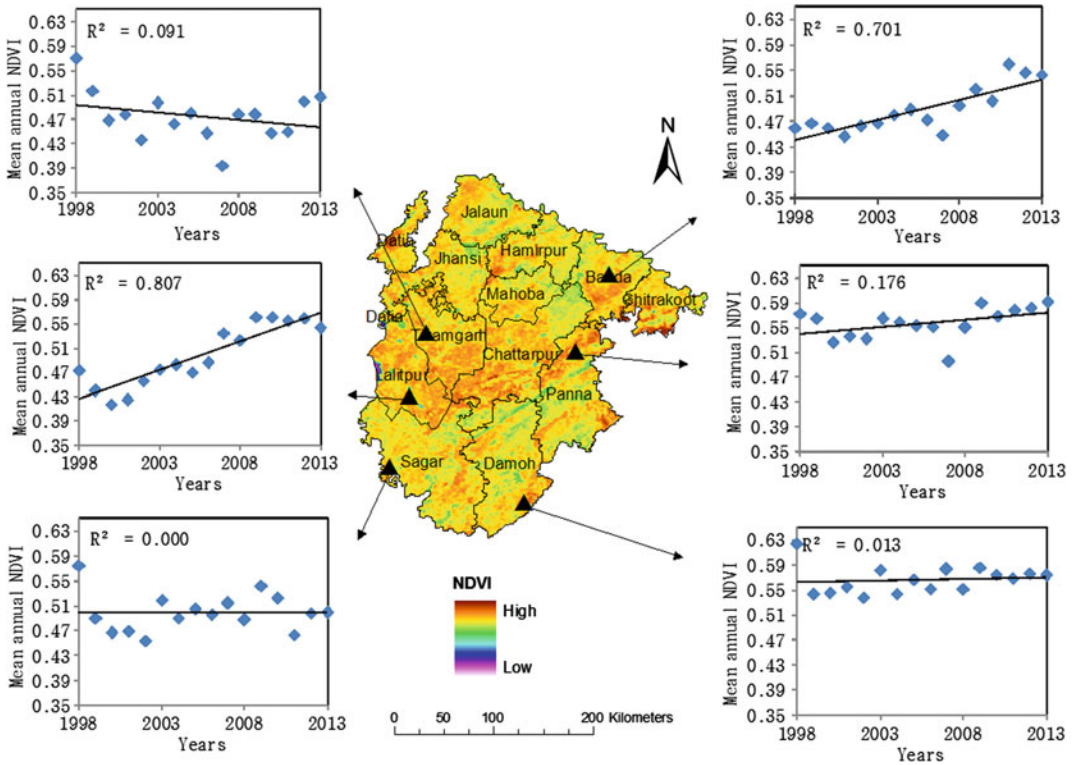 R² = 0.091
Mean annual NDVI
0.63
0.59
0.55
0.51
0.47
0.43
0.39
0.35
1998 2003 2008 2013
Years
R² = 0.701
Mean annual NDVI
0.63
0.59
0.55
0.51
0.47
0.43
0.39
0.35
1998 2003 2008 2013
Years
R² = 0.807
Mean annual NDVI
0.63
0.59
0.55
0.51
0.47
0.43
0.39
0.35
1998 2003 2008 2013
Years
N
Jalaun
Datia
Hamirpur
Jhansi
Banda
Mahoba
Chitrakoot
Datia
amgarh
Chattarpur
Lalitpur
Panna
Sagar
Damoh
R² = 0.176
Mean annual NDVI
0.63
0.59
0.55
0.51
0.47
0.43
0.39
0.35
1998 2003 2008 2013
Years
R² = 0.000
Mean annual NDVI
0.63
0.59
0.55
0.51
0.47
0.43
0.39
0.35
1998 2003 2008 2013
Years
NDVI
High
Low
0 50 100 200 Kilometers
R² = 0.013
Mean annual NDVI
0.63
0.59
0.55
0.51
0.47
0.43
0.39
0.35
1998 2003 2008 2013
Years